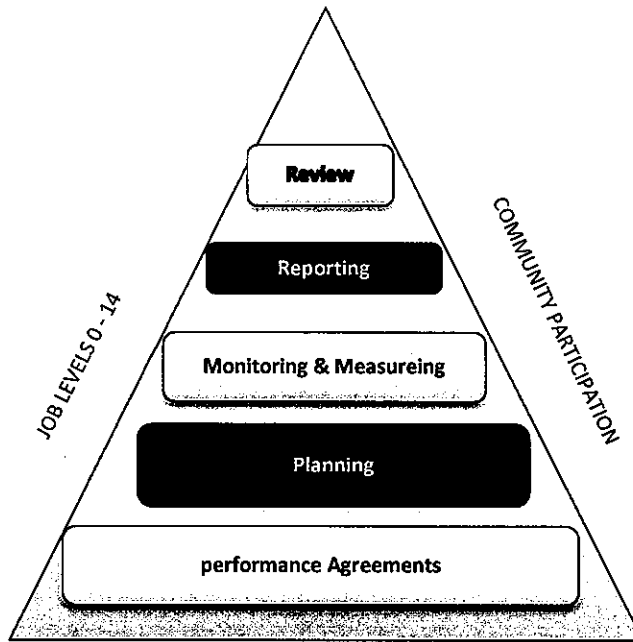 Review
Reporting
JOB LEVELS 0 - 14
COMMUNITY PARTICIPATION
Monitoring & Measureing
Planning
performance Agreements